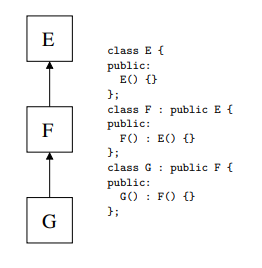 E
F
G
class E {
public:
  E() {}
};
class F : public E {
public:
  F() : E() {}
};
class G : public F {
public:
  G() : F() {}
};